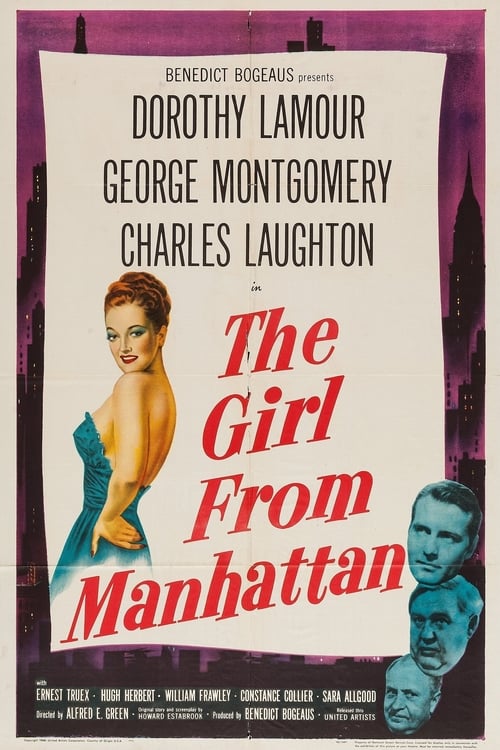 BENEDICT BOGEAUS presents
DOROTHY LAMOUR
GEORGE MONTGOMERY
CHARLES LAUGHTON
in
The
Girl
From
Manhattan
with
ERNEST TRUEX · HUGH HERBERT · WILLIAM FRAWLEY · CONSTANCE COLLIER · SARA ALLGOOD
Directed by ALFRED E. GREEN · Original story and screenplay by HOWARD ESTABROOK · Produced by BENEDICT BOGEAUS
Released thru UNITED ARTISTS